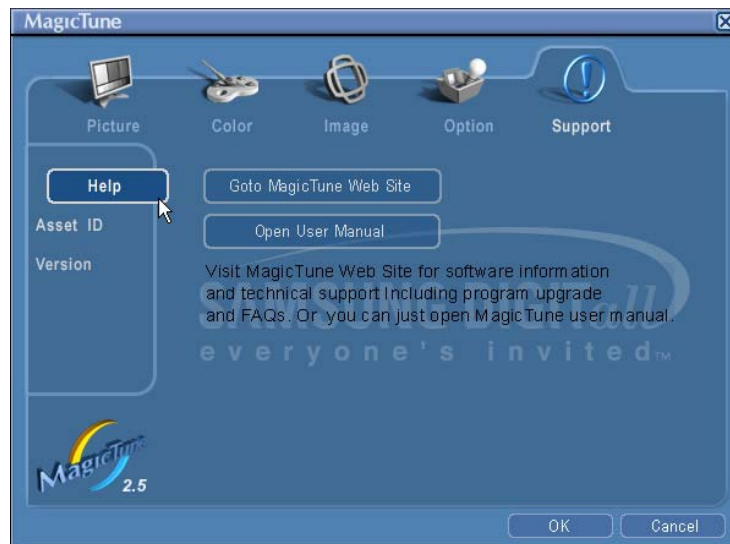 MagicTune
Picture
Color
Image
Option
Support
Help
Asset ID
Version
Goto MagicTune Web Site
Open User Manual
Visit MagicTune Web Site for software information
and technical support Including program upgrade
and FAQs. Or you can just open MagicTune user manual.
SAMSUNG DIGITall
everyone's invited™
MagicTune
2.5
OK
Cancel